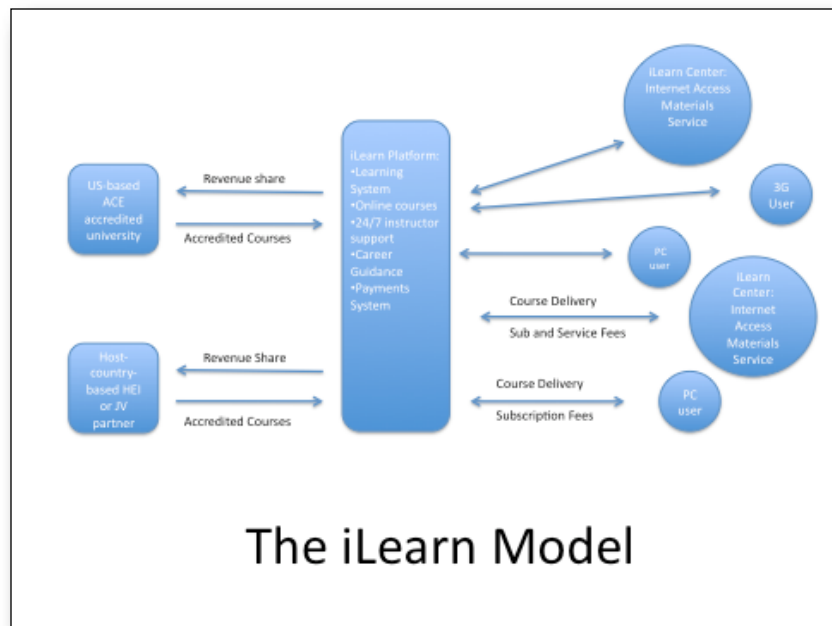 iLearn Center:
Internet Access
Materials
Service
iLearn Platform:
•Learning
System
•Online courses
•24/7 instructor
support
•Career
Guidance
•Payments
System
US-based
ACE
accredited
university
Revenue share
Accredited Courses
3G
User
PC
user
iLearn
Center:
Internet
Access
Materials
Service
Course Delivery
Sub and Service Fees
Host-
country-
based HEI
or JV
partner
Revenue Share
Accredited Courses
Course Delivery
Subscription Fees
PC
user
The iLearn Model